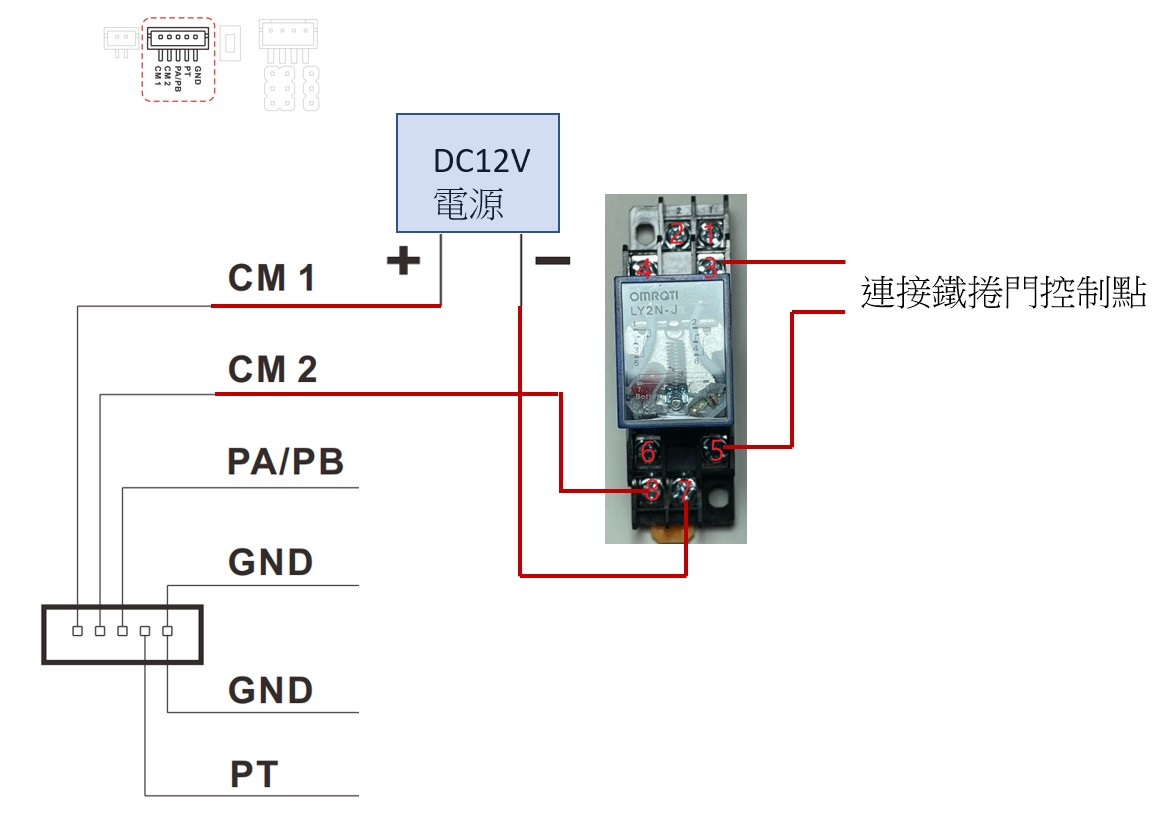 CM 1
CM 2
PA/PB
PT
GND
DC12V
電源
+
−
CM 1
CM 2
PA/PB
GND
GND
PT
2
1
2
1
4
3
OMRON
LY2N-J
6
5
8
7
連接鐵捲門控制點